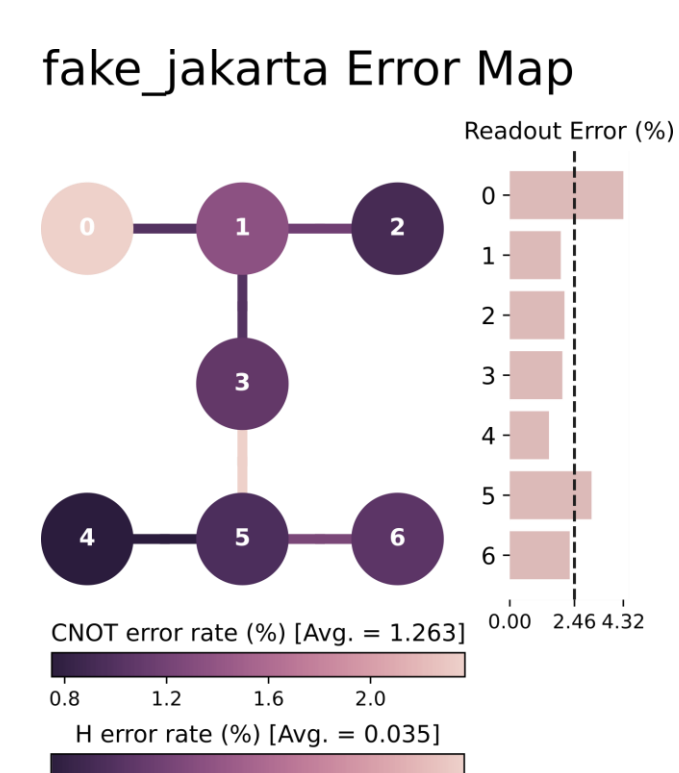 fake_jakarta Error Map
Readout Error (%)
0 1 2
3
4 5 6
0
1
2
3
4
5
6
0.00 2.46 4.32
CNOT error rate (%) [Avg. = 1.263]
0.8 1.2 1.6 2.0
H error rate (%) [Avg. = 0.035]